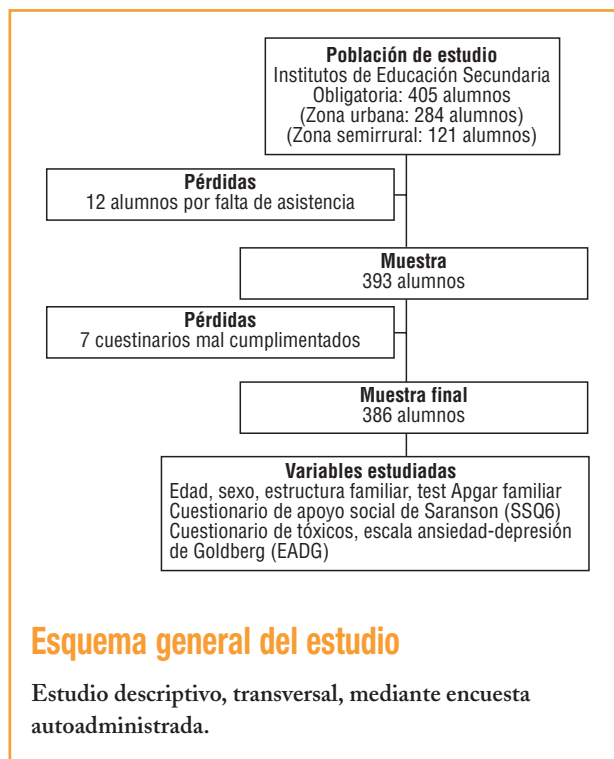 Población de estudio
Institutos de Educación Secundaria
Obligatoria: 405 alumnos
(Zona urbana: 284 alumnos)
(Zona semirrural: 121 alumnos)
Pérdidas
12 alumnos por falta de asistencia
Muestra
393 alumnos
Pérdidas
7 cuestinarios mal cumplimentados
Muestra final
386 alumnos
Variables estudiadas
Edad, sexo, estructura familiar, test Apgar familiar
Cuestionario de apoyo social de Saranson (SSQ6)
Cuestionario de tóxicos, escala ansiedad-depresión
de Goldberg (EADG)
Esquema general del estudio
Estudio descriptivo, transversal, mediante encuesta
autoadministrada.